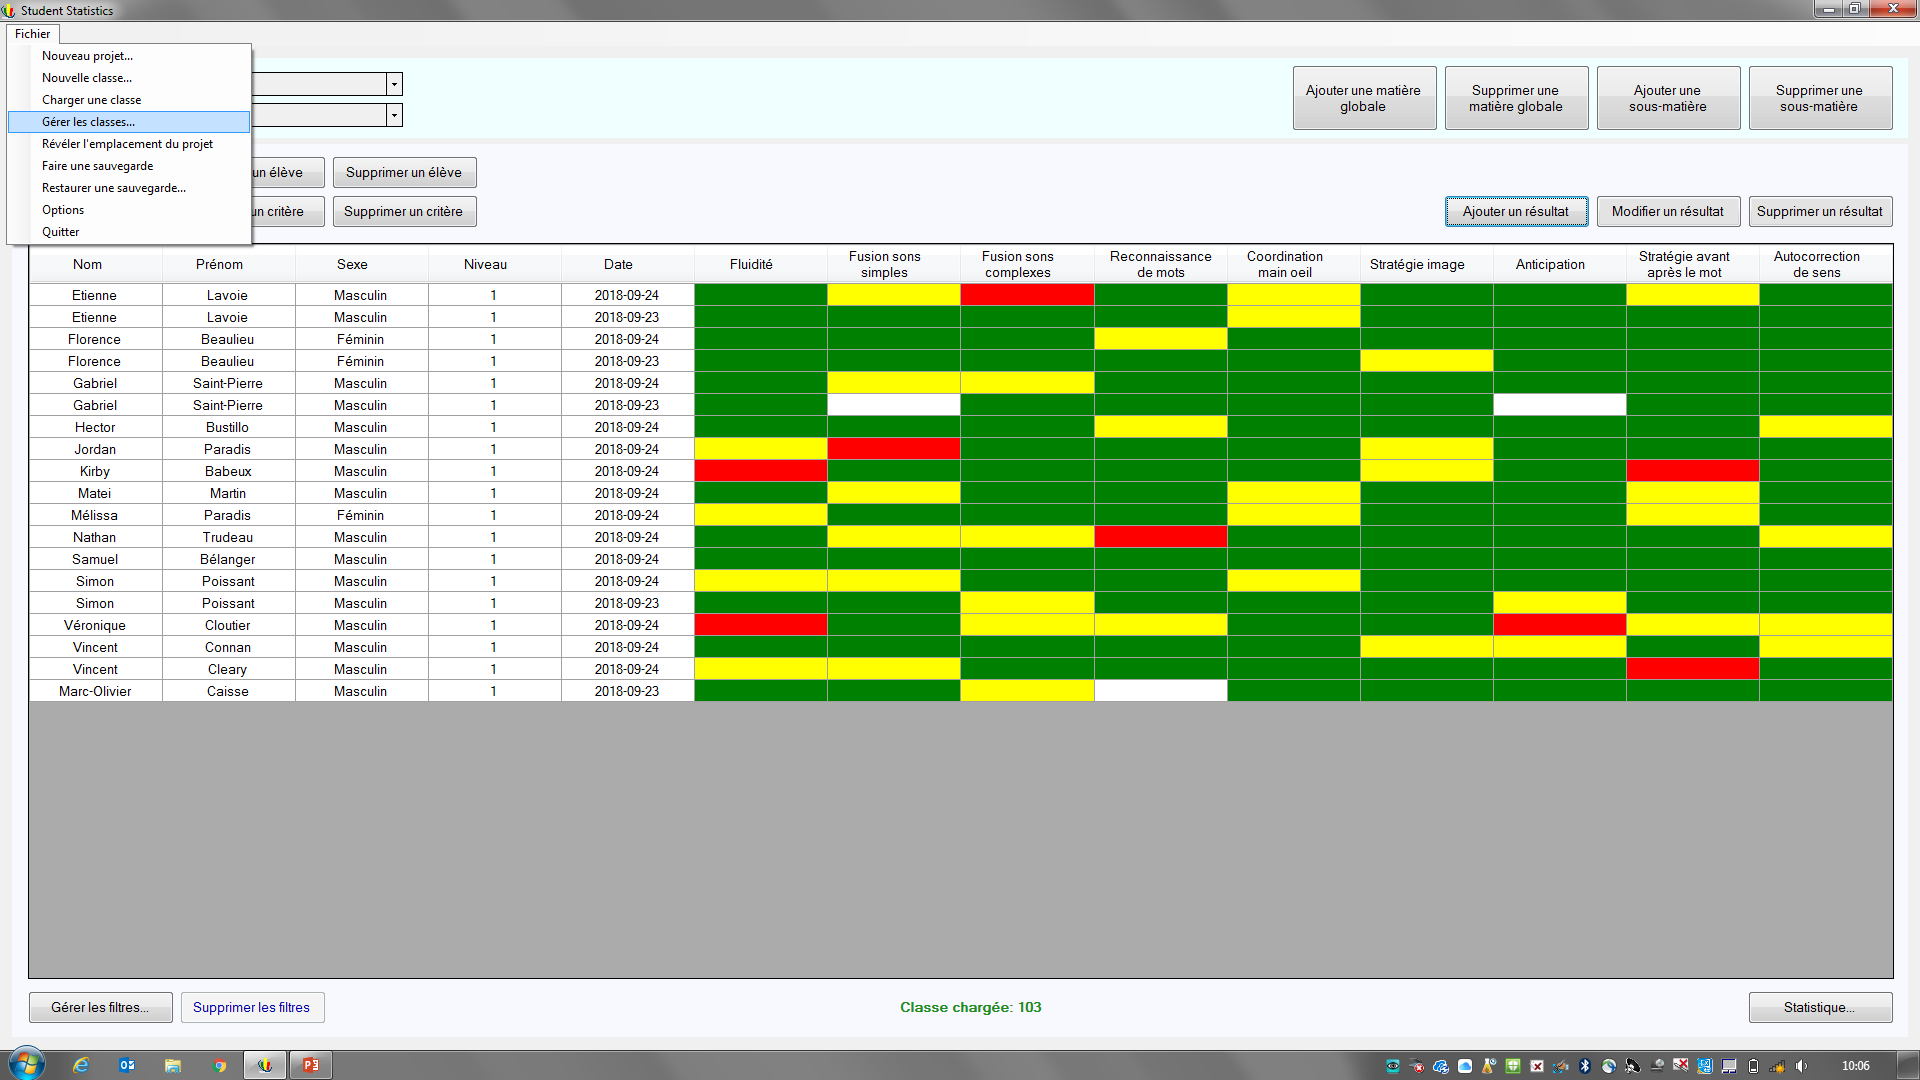 Student Statistics
Fichier
Nouveau projet...
Nouvelle classe...
Charger une classe
Gérer les classes...
Révéler l'emplacement du projet
Faire une sauvegarde
Restaurer une sauvegarde...
Options
Quitter
Ajouter une matière
globale
Supprimer une
matière globale
Ajouter une
sous-matière
Supprimer une
sous-matière
un élève
Supprimer un élève
un critère
Supprimer un critère
Ajouter un résultat
Modifier un résultat
Supprimer un résultat
Nom Prénom Sexe Niveau Date Fluidité Fusion sons simples Fusion sons complexes Reconnaissance de mots Coordination main oeil Stratégie image Anticipation Stratégie avant après le mot Autocorrection de sens
Etienne Lavoie Masculin 1 2018-09-24
Etienne Lavoie Masculin 1 2018-09-23
Florence Beaulieu Féminin 1 2018-09-24
Florence Beaulieu Féminin 1 2018-09-23
Gabriel Saint-Pierre Masculin 1 2018-09-24
Gabriel Saint-Pierre Masculin 1 2018-09-23
Hector Bustillo Masculin 1 2018-09-24
Jordan Paradis Masculin 1 2018-09-24
Kirby Babeux Masculin 1 2018-09-24
Matei Martin Masculin 1 2018-09-24
Mélissa Paradis Féminin 1 2018-09-24
Nathan Trudeau Masculin 1 2018-09-24
Samuel Bélanger Masculin 1 2018-09-24
Simon Poissant Masculin 1 2018-09-24
Simon Poissant Masculin 1 2018-09-23
Véronique Cloutier Masculin 1 2018-09-24
Vincent Connan Masculin 1 2018-09-24
Vincent Cleary Masculin 1 2018-09-24
Marc-Olivier Caisse Masculin 1 2018-09-23
Gérer les filtres...
Supprimer les filtres
Classe chargée: 103
Statistique...
10:06